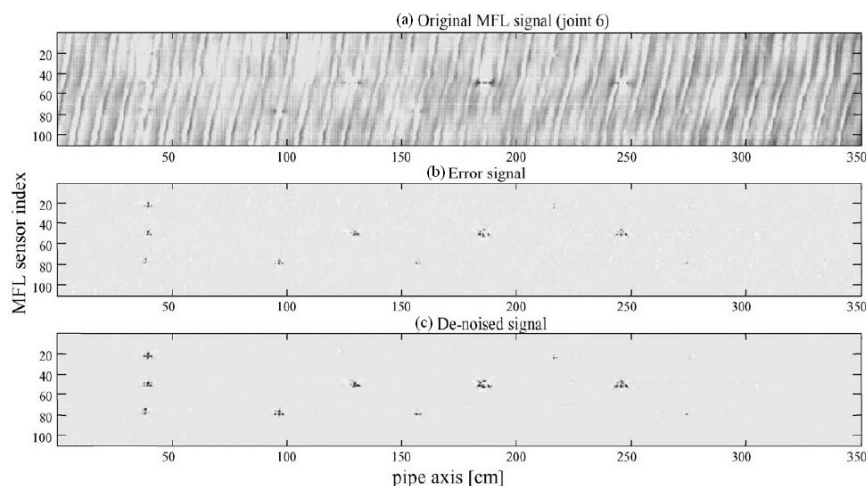 (a) Original MFL signal (joint 6)
20
40
60
80
100
50 100 150 200 250 300 350
(b) Error signal
20
40
60
80
100
50 100 150 200 250 300 350
(c) De-noised signal
20
40
60
80
100
50 100 150 200 250 300 350
MFL sensor index
pipe axis [cm]